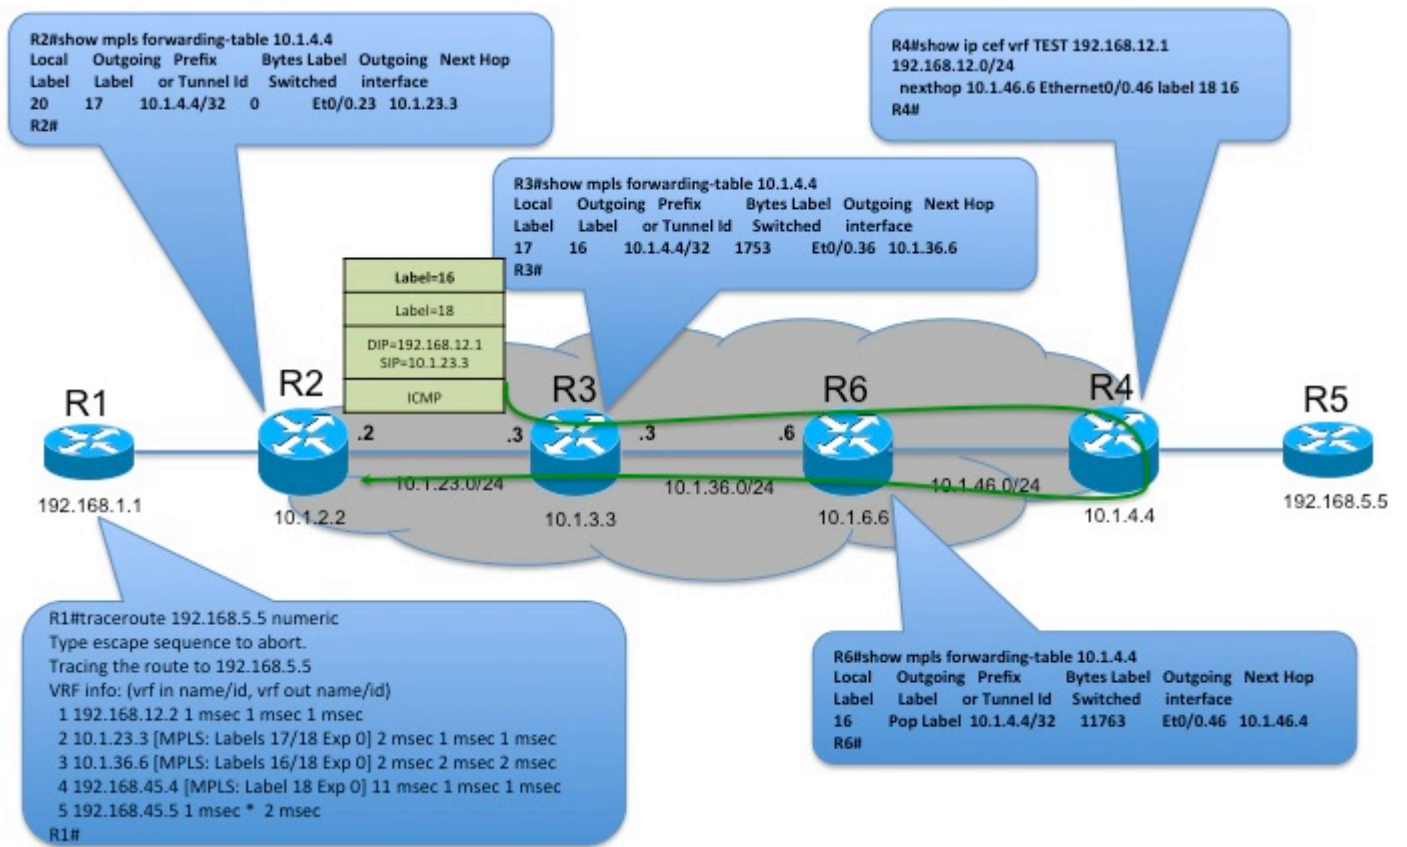 R2#show mpls forwarding-table 10.1.4.4
Local Outgoing Prefix Bytes Label Outgoing Next Hop
Label Label or Tunnel Id Switched interface
20 17 10.1.4.4/32 0 Et0/0.23 10.1.23.3
R2#
R4#show ip cef vrf TEST 192.168.12.1
192.168.12.0/24
nexthop 10.1.46.6 Ethernet0/0.46 label 18 16
R4#
R3#show mpls forwarding-table 10.1.4.4
Local Outgoing Prefix Bytes Label Outgoing Next Hop
Label Label or Tunnel Id Switched interface
17 16 10.1.4.4/32 1753 Et0/0.36 10.1.36.6
R3#
Label=16
Label=18
DIP=192.168.12.1
SIP=10.1.23.3
ICMP
R1 R2 R3 R6 R4 R5
.2 .3 .3 .6
10.1.23.0/24 10.1.36.0/24 10.1.46.0/24
192.168.1.1 10.1.2.2 10.1.3.3 10.1.6.6 10.1.4.4 192.168.5.5
R1#traceroute 192.168.5.5 numeric
Type escape sequence to abort.
Tracing the route to 192.168.5.5
VRF info: (vrf in name/id, vrf out name/id)
1 192.168.12.2 1 msec 1 msec 1 msec
2 10.1.23.3 [MPLS: Labels 17/18 Exp 0] 2 msec 1 msec 1 msec
3 10.1.36.6 [MPLS: Labels 16/18 Exp 0] 2 msec 2 msec 2 msec
4 192.168.45.4 [MPLS: Label 18 Exp 0] 11 msec 1 msec 1 msec
5 192.168.45.5 1 msec * 2 msec
R1#
R6#show mpls forwarding-table 10.1.4.4
Local Outgoing Prefix Bytes Label Outgoing Next Hop
Label Label or Tunnel Id Switched interface
16 Pop Label 10.1.4.4/32 11763 Et0/0.46 10.1.46.4
R6#